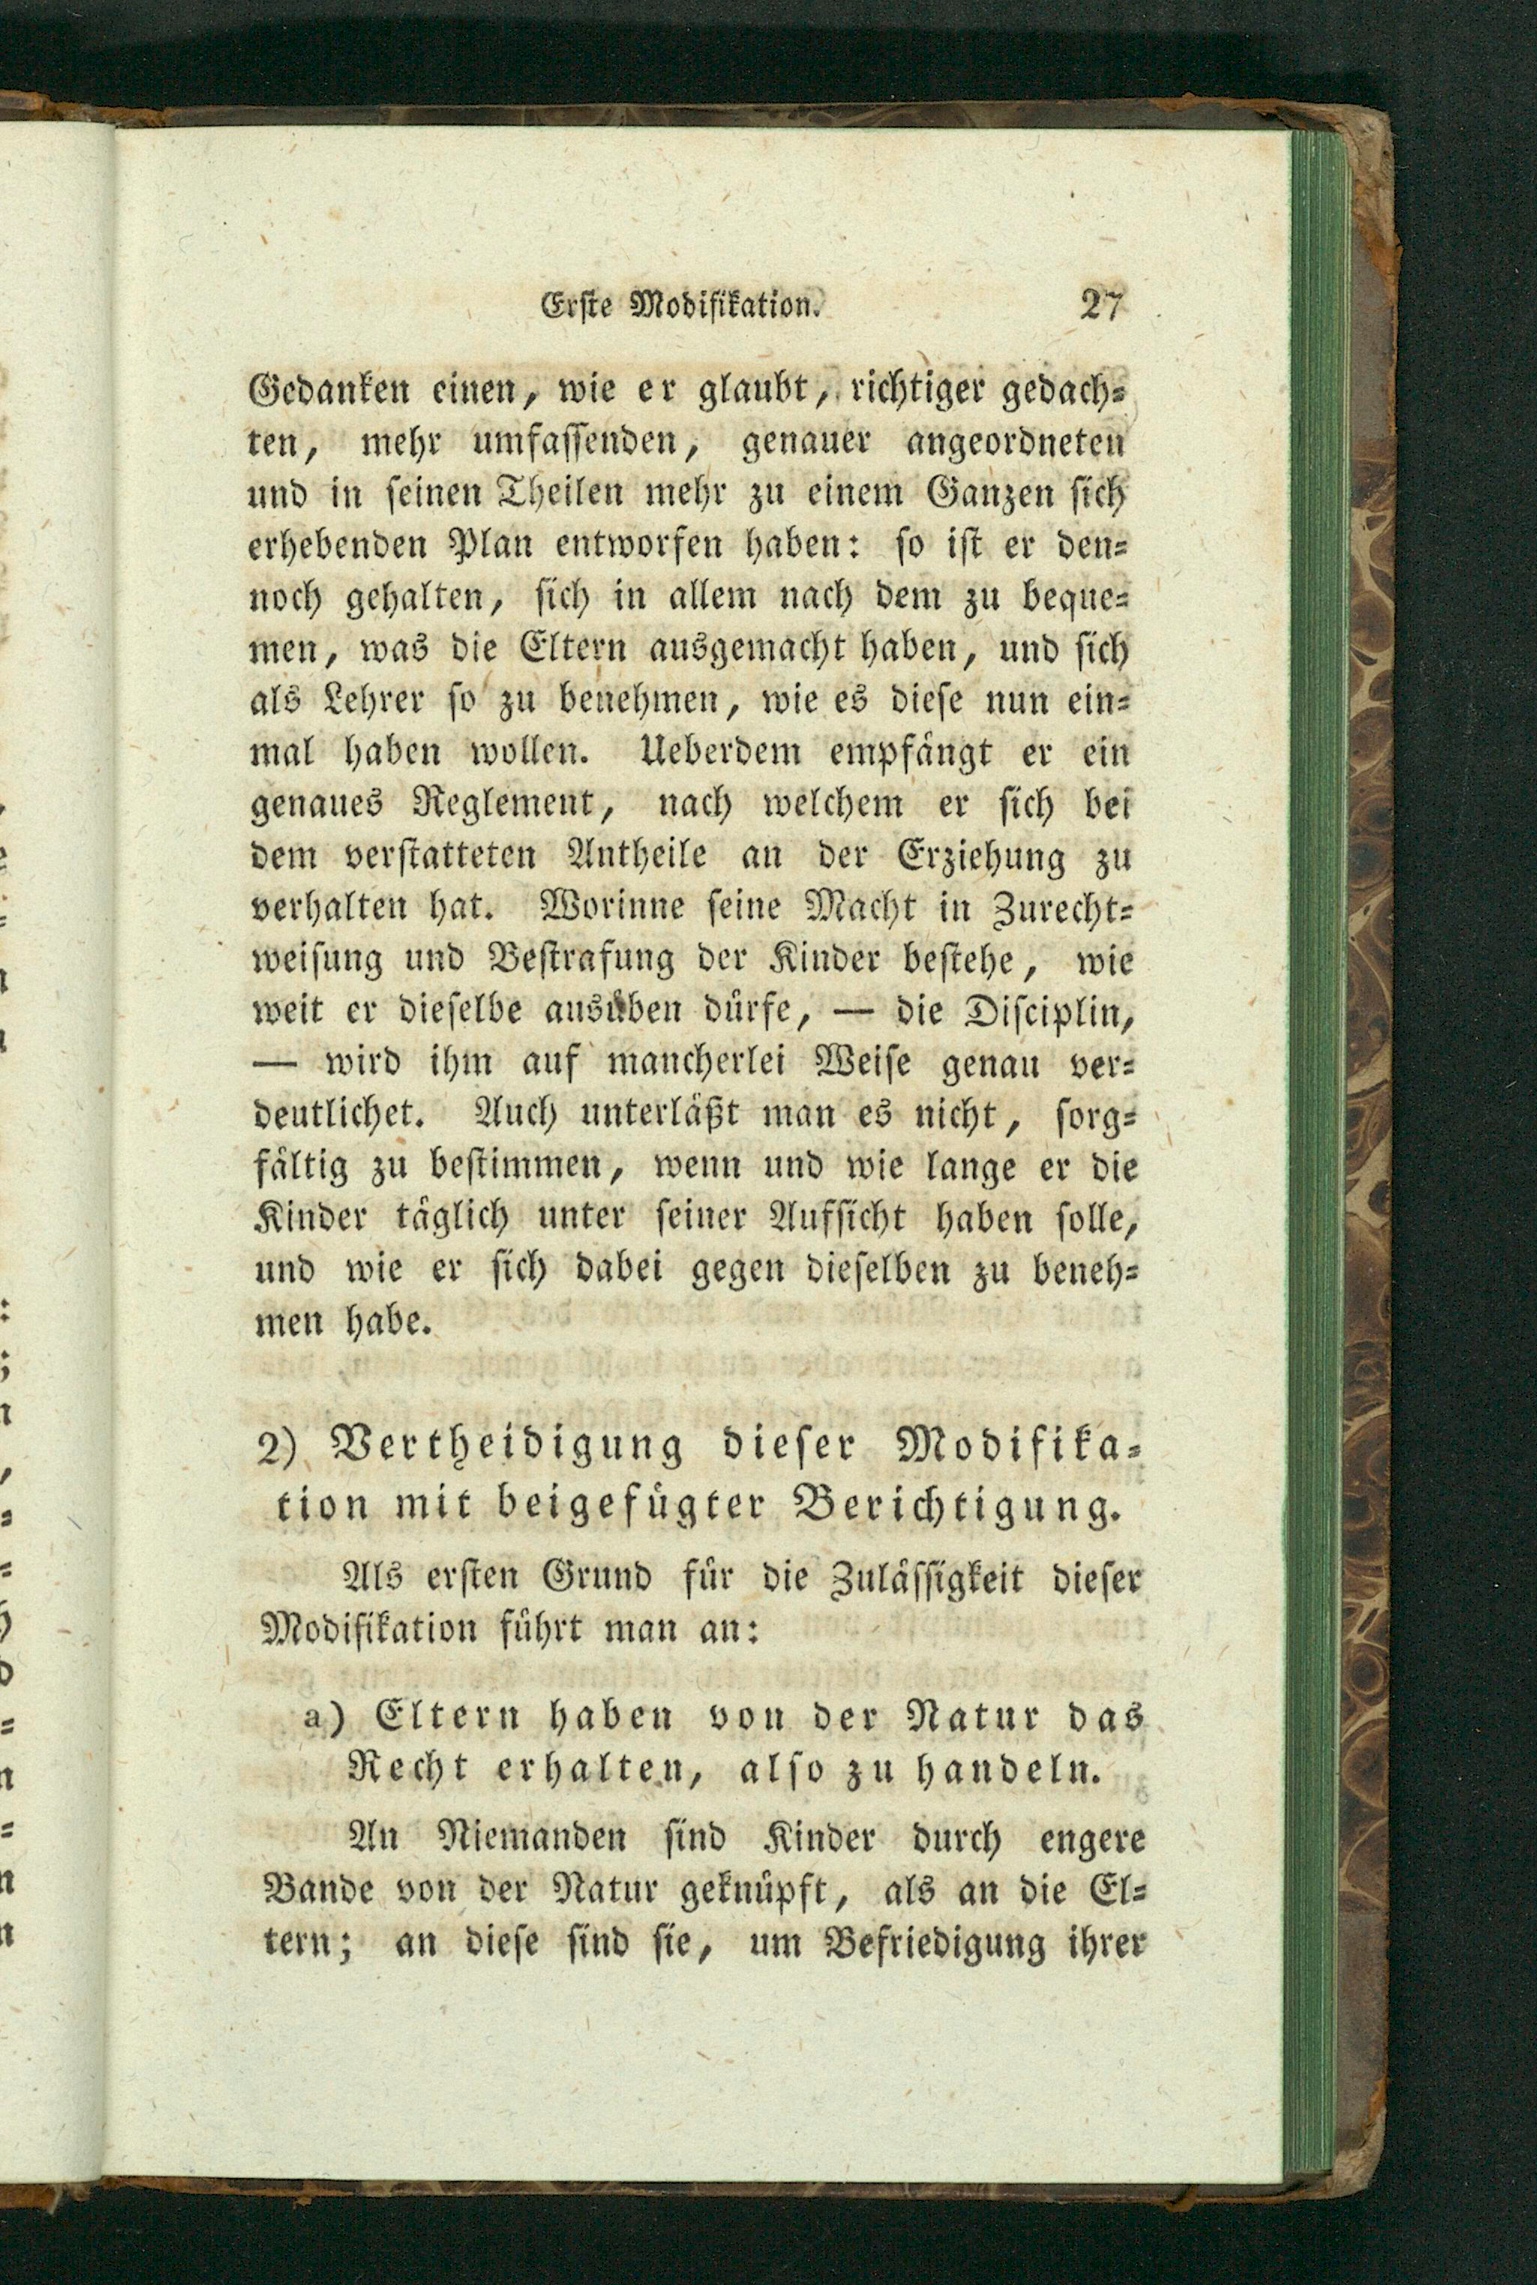 Erste Modifikation. 27
Gedanken einen, wie er glaubt, richtiger gedach=
ten, mehr umfassenden, genauer angeordneten
und in seinen Theilen mehr zu einem Ganzen sich
erhebenden Plan entworfen haben: so ist er den=
noch gehalten, sich in allem nach dem zu beque=
men, was die Eltern ausgemacht haben, und sich
als Lehrer so zu benehmen, wie es diese nun ein=
mal haben wollen. Ueberdem empfängt er ein
genaues Reglement, nach welchem er sich bei
dem verstatteten Antheile an der Erziehung zu
verhalten hat. Worinne seine Macht in Zurecht=
weisung und Bestrafung der Kinder bestehe, wie
weit er dieselbe ausüben dürfe, — die Disciplin,
— wird ihm auf mancherlei Weise genau ver=
deutlichet. Auch unterläßt man es nicht, sorg=
fältig zu bestimmen, wenn und wie lange er die
Kinder täglich unter seiner Aufsicht haben solle,
und wie er sich dabei gegen dieselben zu beneh=
men habe.
2) Vertheidigung dieser Modifika=
tion mit beigefügter Berichtigung.
Als ersten Grund für die Zulässigkeit dieser
Modifikation führt man an:
a) Eltern haben von der Natur das
Recht erhalten, also zu handeln.
An Niemanden sind Kinder durch engere
Bande von der Natur geknüpft, als an die El=
tern; an diese sind sie, um Befriedigung ihrer